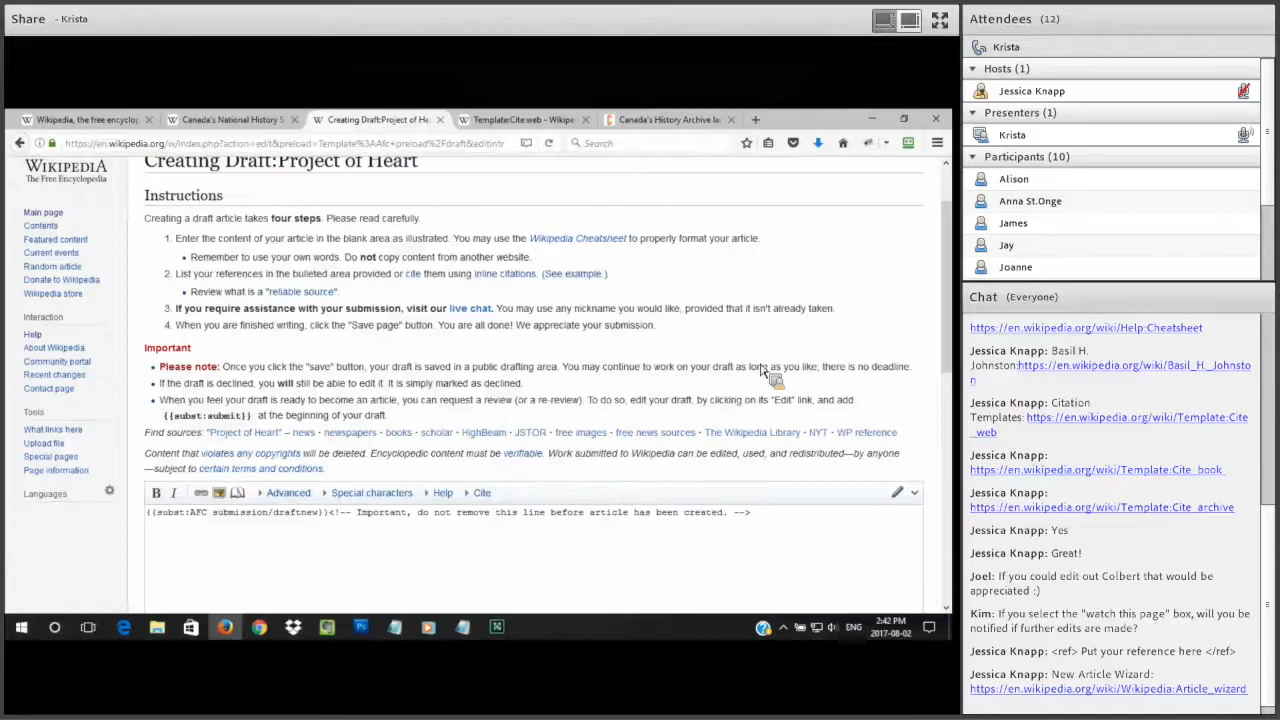 Share - Krista
Wikipedia, the free encyclop
Canada's National History S
Creating Draft:Project of He
Template:Cite web - Wikipe
Canada's History Archive la
https://en.wikipedia.org/w/index.php?action=edit&preload=Template%3AAfc+preload%2Fdraft&editintr
Search
WIKIPEDIA
The Free Encyclopedia
Main page
Contents
Featured content
Current events
Random article
Donate to Wikipedia
Wikipedia store
Interaction
Help
About Wikipedia
Community portal
Recent changes
Contact page
Tools
What links here
Upload file
Special pages
Page information
Languages
Creating Draft:Project of Heart
Instructions
Creating a draft article takes four steps. Please read carefully.
1. Enter the content of your article in the blank area as illustrated. You may use the Wikipedia Cheatsheet to properly format your article.
• Remember to use your own words. Do not copy content from another website.
2. List your references in the bulleted area provided or cite them using inline citations. (See example.)
• Review what is a "reliable source".
3. If you require assistance with your submission, visit our live chat. You may use any nickname you would like, provided that it isn't already taken.
4. When you are finished writing, click the "Save page" button. You are all done! We appreciate your submission.
Important
• Please note: Once you click the "save" button, your draft is saved in a public drafting area. You may continue to work on your draft as long as you like; there is no deadline.
• If the draft is declined, you will still be able to edit it. It is simply marked as declined.
• When you feel your draft is ready to become an article, you can request a review (or a re-review). To do so, edit your draft, by clicking on its "Edit" link, and add
{{subst:submit}} at the beginning of your draft.
Find sources: "Project of Heart" – news · newspapers · books · scholar · HighBeam · JSTOR · free images · free news sources · The Wikipedia Library · NYT · WP reference
Content that violates any copyrights will be deleted. Encyclopedic content must be verifiable. Work submitted to Wikipedia can be edited, used, and redistributed—by anyone
—subject to certain terms and conditions.
B I Advanced Special characters Help Cite
{{subst:AFC submission/draftnew}}<!-- Important, do not remove this line before article has been created. -->
ENG
2:42 PM
2017-08-02
Attendees (12)
Krista
Hosts (1)
Jessica Knapp
Presenters (1)
Krista
Participants (10)
Alison
Anna St.Onge
James
Jay
Joanne
Chat (Everyone)
https://en.wikipedia.org/wiki/Help:Cheatsheet
Jessica Knapp: Basil H.
Johnston:https://en.wikipedia.org/wiki/Basil_H._Johnsto
n
Jessica Knapp: Citation
Templates: https://en.wikipedia.org/wiki/Template:Cite
_web
Jessica Knapp:
https://en.wikipedia.org/wiki/Template:Cite_book
Jessica Knapp:
https://en.wikipedia.org/wiki/Template:Cite_archive
Jessica Knapp: Yes
Jessica Knapp: Great!
Joel: If you could edit out Colbert that would be
appreciated :)
Kim: If you select the "watch this page" box, will you be
notified if further edits are made?
Jessica Knapp: <ref> Put your reference here </ref>
Jessica Knapp: New Article Wizard:
https://en.wikipedia.org/wiki/Wikipedia:Article_wizard